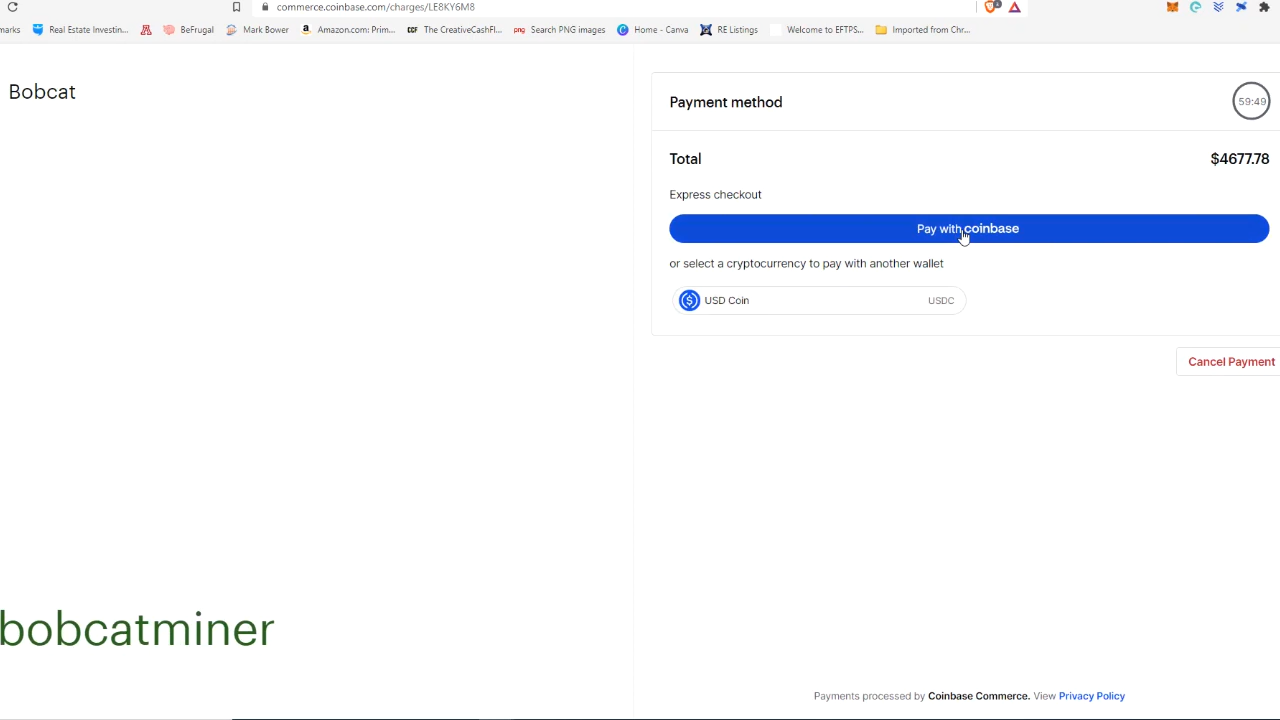 commerce.coinbase.com/charges/LE8KY6M8
marks Real Estate Investin... BeFrugal Mark Bower Amazon.com: Prim... CCF The CreativeCashFl... png Search PNG images Home - Canva RE Listings Welcome to EFTPS... Imported from Chr...
Bobcat
Payment method 59:49
Total $4677.78
Express checkout
Pay with coinbase
or select a cryptocurrency to pay with another wallet
USD Coin USDC
Cancel Payment
bobcatminer
Payments processed by Coinbase Commerce. View Privacy Policy